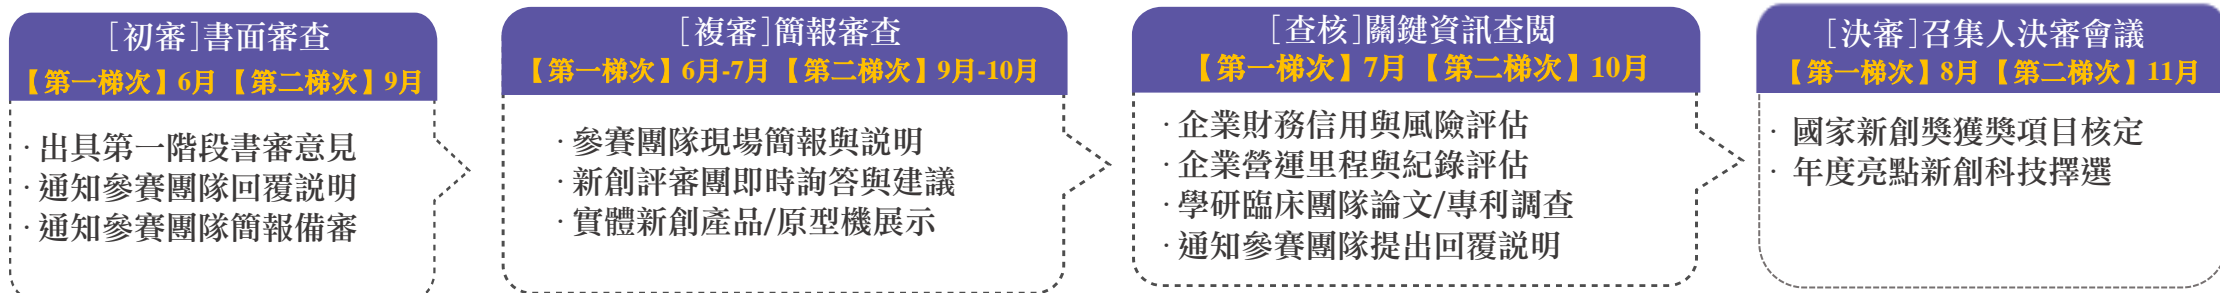 [初審]書面審查
【第一梯次】6月【第二梯次】9月
· 出具第一階段書審意見
· 通知參賽團隊回覆說明
· 通知參賽團隊簡報備審
[複審]簡報審查
【第一梯次】6月-7月【第二梯次】9月-10月
· 參賽團隊現場簡報與說明
· 新創評審團即時詢答與建議
· 實體新創產品/原型機展示
[查核]關鍵資訊查閱
【第一梯次】7月【第二梯次】10月
· 企業財務信用與風險評估
· 企業營運里程與紀錄評估
· 學研臨床團隊論文/專利調查
· 通知參賽團隊提出回覆說明
[決審]召集人決審會議
【第一梯次】8月【第二梯次】11月
· 國家新創獎獲獎項目核定
· 年度亮點新創科技擇選